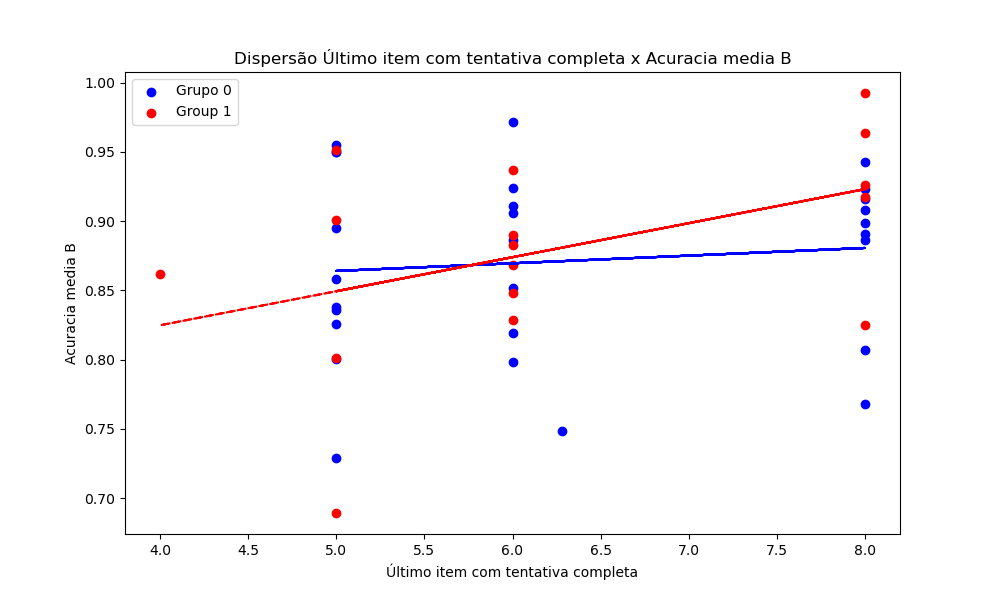 Dispersão Último item com tentativa completa x Acuracia media B
Grupo 0
Group 1
1.00
0.95
0.90
0.85
0.80
0.75
0.70
Acuracia media B
4.0 4.5 5.0 5.5 6.0 6.5 7.0 7.5 8.0
Último item com tentativa completa